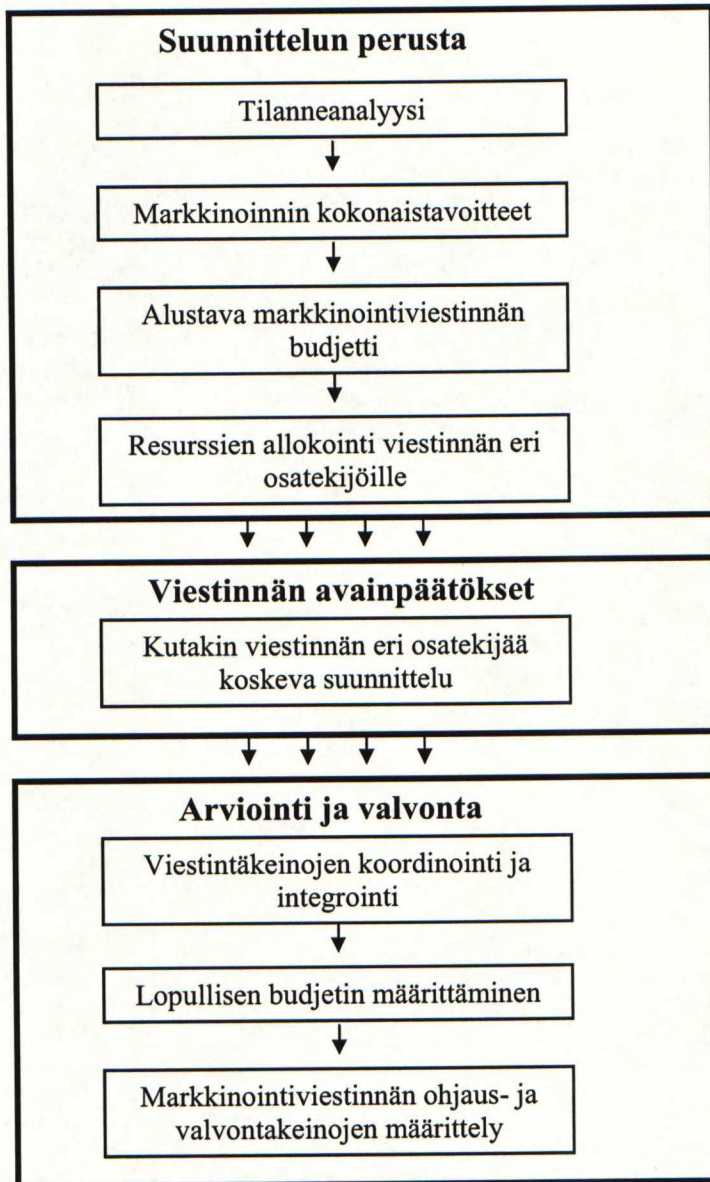 Suunnittelun perusta
Tilanneanalyysi
Markkinoinnin kokonaistavoitteet
Alustava markkinointiviestinnän
budjetti
Resurssien allokointi viestinnän eri
osatekijöille
Viestinnän avainpäätökset
Kutakin viestinnän eri osatekijää
koskeva suunnittelu
Arviointi ja valvonta
Viestintäkeinojen koordinointi ja
integrointi
Lopullisen budjetin määrittäminen
Markkinointiviestinnän ohjaus- ja
valvontakeinojen määrittely